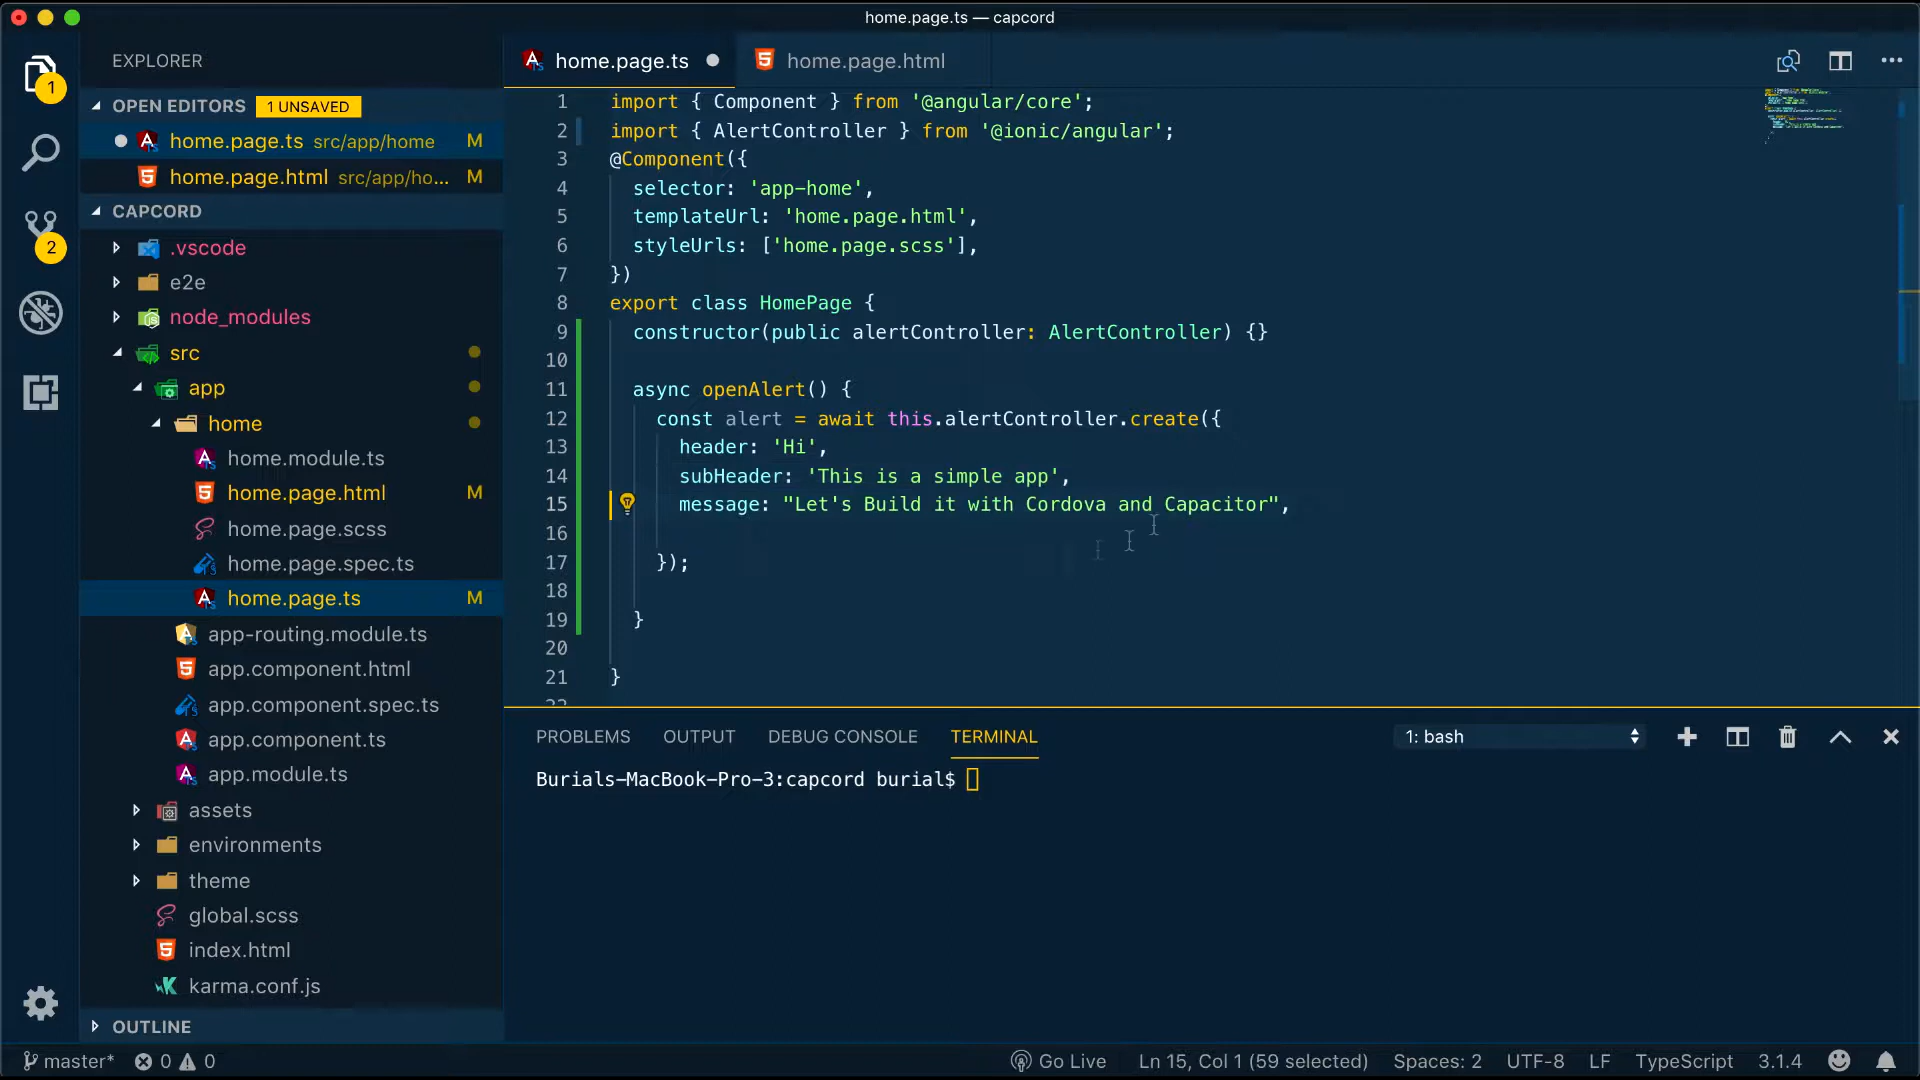 home.page.ts — capcord
EXPLORER
OPEN EDITORS 1 UNSAVED
home.page.ts src/app/home M
home.page.html src/app/ho... M
CAPCORD
.vscode
e2e
node_modules
src
app
home
home.module.ts
home.page.html M
home.page.scss
home.page.spec.ts
home.page.ts M
app-routing.module.ts
app.component.html
app.component.spec.ts
app.component.ts
app.module.ts
assets
environments
theme
global.scss
index.html
karma.conf.js
OUTLINE
1
2
home.page.ts
home.page.html
1 import { Component } from '@angular/core';
2 import { AlertController } from '@ionic/angular';
3 @Component({
4 selector: 'app-home',
5 templateUrl: 'home.page.html',
6 styleUrls: ['home.page.scss'],
7 })
8 export class HomePage {
9 constructor(public alertController: AlertController) {}
10
11 async openAlert() {
12 const alert = await this.alertController.create({
13 header: 'Hi',
14 subHeader: 'This is a simple app',
15 message: "Let's Build it with Cordova and Capacitor",
16
17 });
18
19 }
20
21 }
22
PROBLEMS OUTPUT DEBUG CONSOLE TERMINAL 1: bash
Burials-MacBook-Pro-3:capcord burial$
master* 0 0 Go Live Ln 15, Col 1 (59 selected) Spaces: 2 UTF-8 LF TypeScript 3.1.4